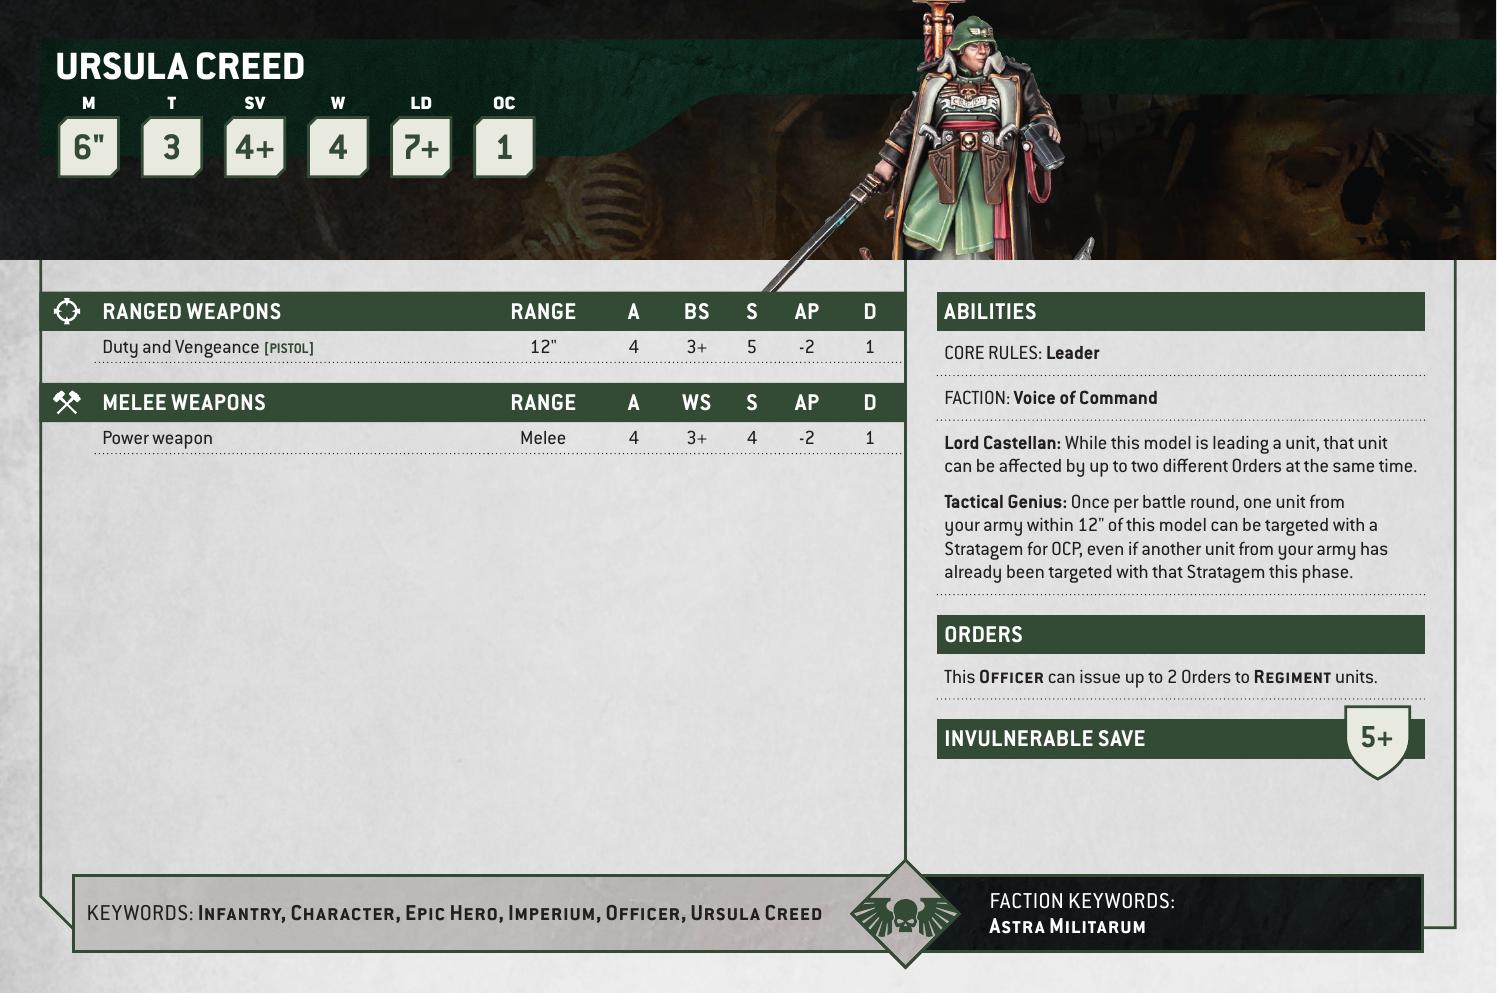 URSULA CREED
M T SV W LD OC
6" 3 4+ 4 7+ 1
RANGED WEAPONS RANGE A BS S AP D
Duty and Vengeance [PISTOL] 12" 4 3+ 5 -2 1
MELEE WEAPONS RANGE A WS S AP D
Power weapon Melee 4 3+ 4 -2 1
ABILITIES
CORE RULES: Leader
FACTION: Voice of Command
Lord Castellan: While this model is leading a unit, that unit
can be affected by up to two different Orders at the same time.
Tactical Genius: Once per battle round, one unit from
your army within 12" of this model can be targeted with a
Stratagem for 0CP, even if another unit from your army has
already been targeted with that Stratagem this phase.
ORDERS
This OFFICER can issue up to 2 Orders to REGIMENT units.
INVULNERABLE SAVE 5+
KEYWORDS: INFANTRY, CHARACTER, EPIC HERO, IMPERIUM, OFFICER, URSULA CREED
FACTION KEYWORDS:
ASTRA MILITARUM